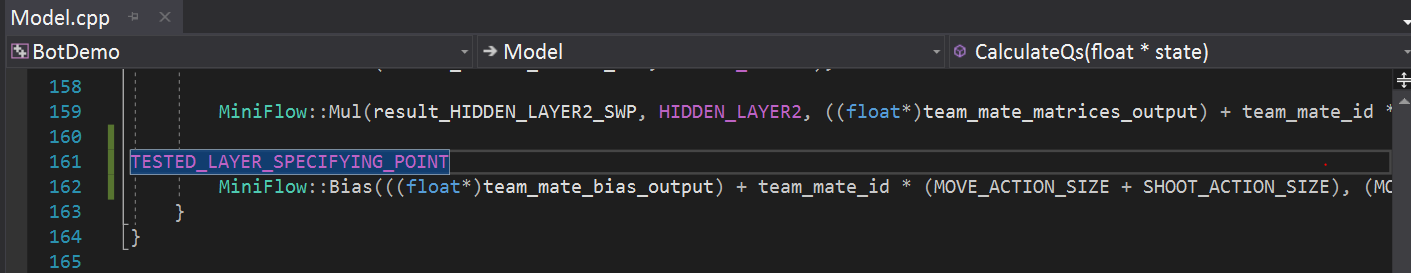 Model.cpp
BotDemo Model CalculateQs(float * state)
158
159 MiniFlow::Mul(result_HIDDEN_LAYER2_SWP, HIDDEN_LAYER2, ((float*)team_mate_matrices_output) + team_mate_id *
160
161 TESTED_LAYER_SPECIFYING_POINT
162 MiniFlow::Bias(((float*)team_mate_bias_output) + team_mate_id * (MOVE_ACTION_SIZE + SHOOT_ACTION_SIZE), (MO
163 }
164 }
165